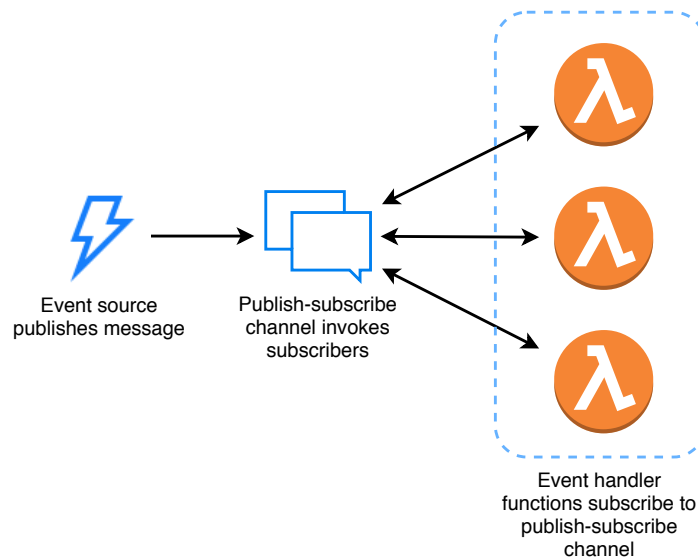 Event source
publishes message
Publish-subscribe
channel invokes
subscribers
Event handler
functions subscribe to
publish-subscribe
channel